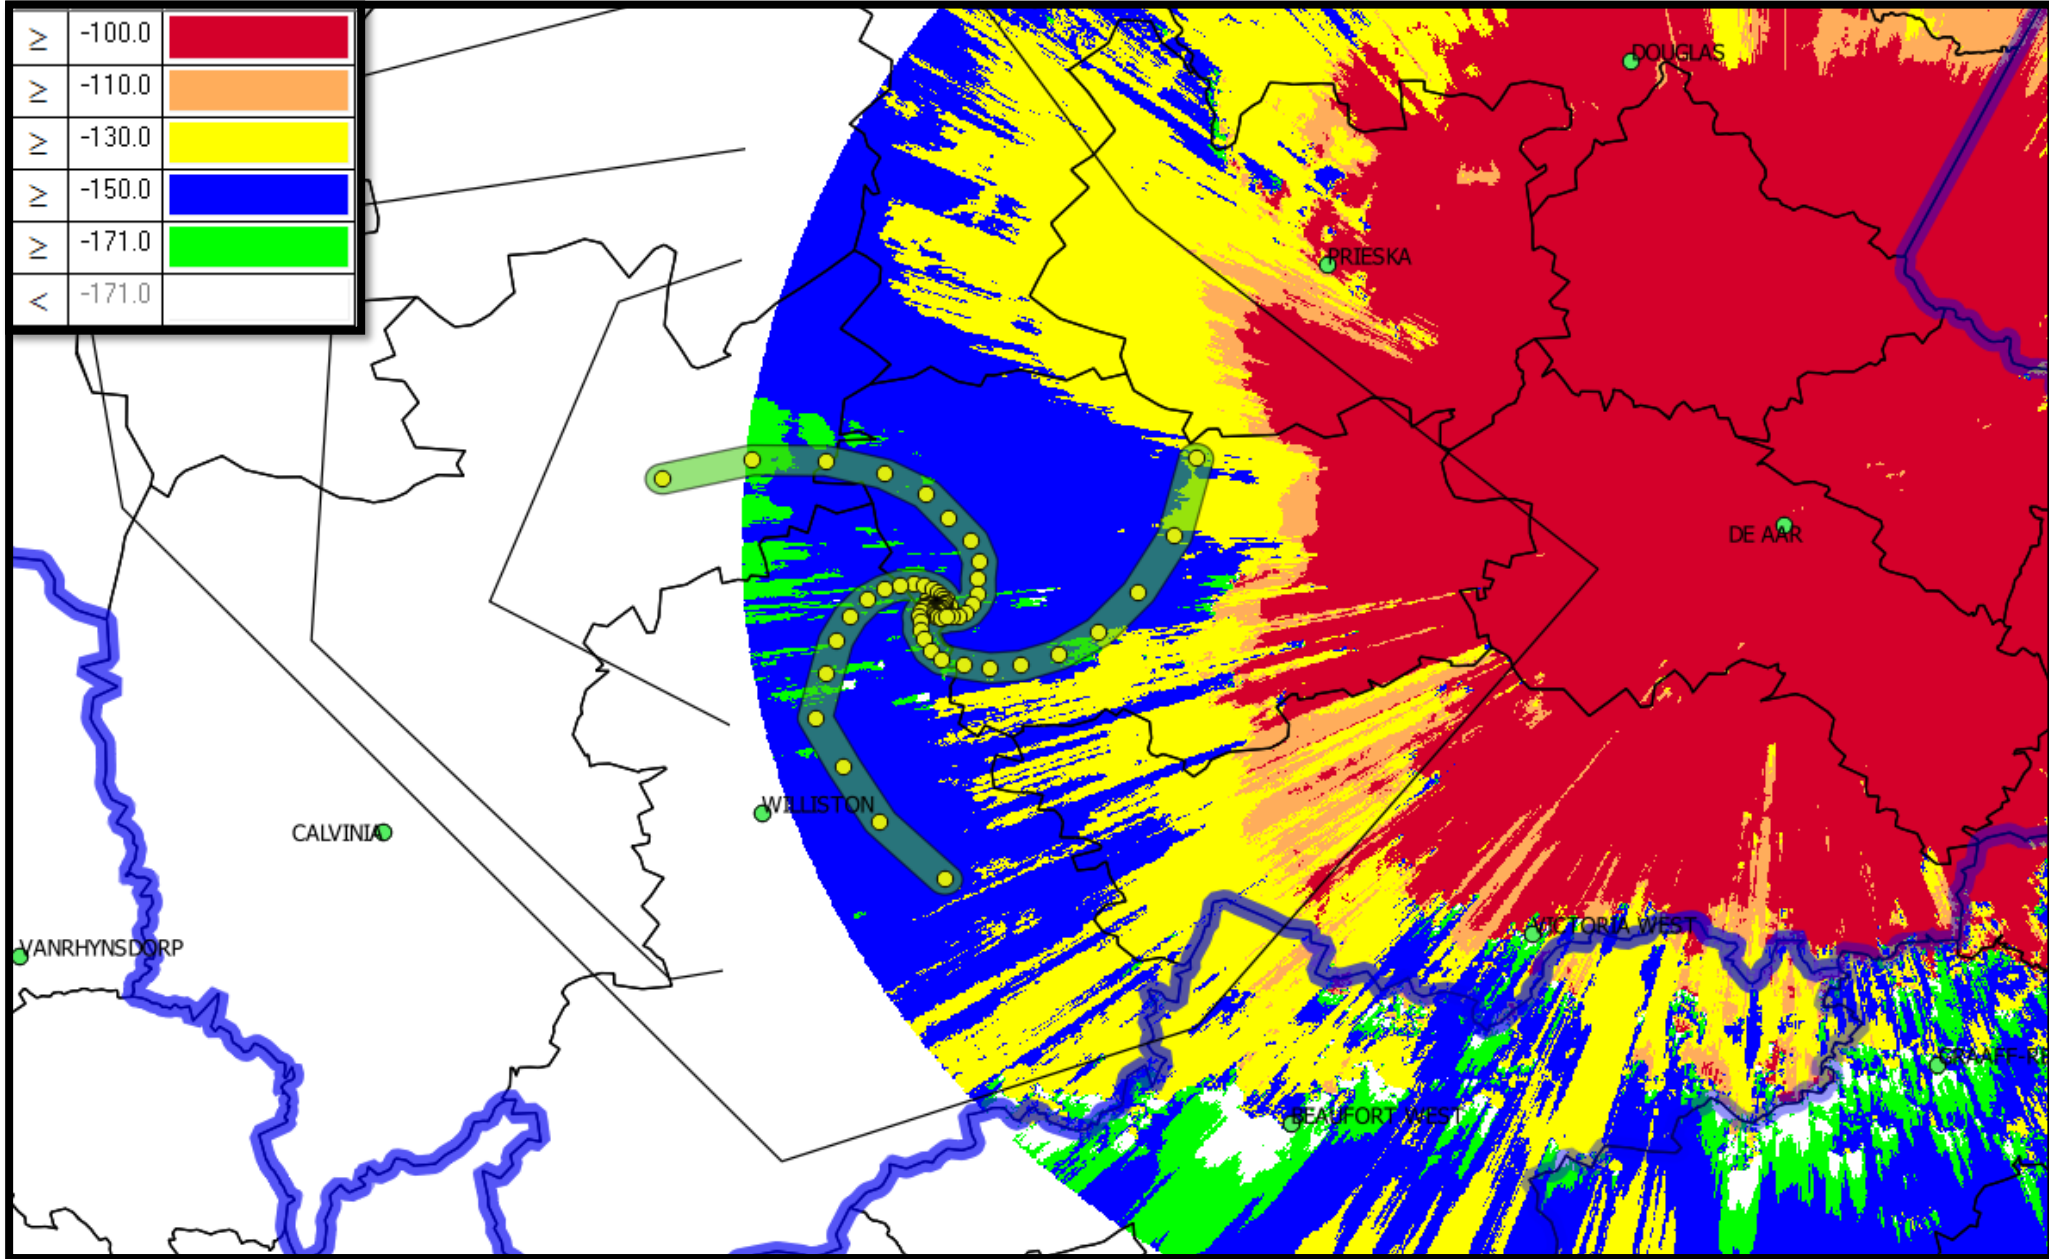 ≥ -100.0
≥ -110.0
≥ -130.0
≥ -150.0
≥ -171.0
< -171.0
DOUGLAS
PRIESKA
DE AAR
WILLISTON
CALVINIA
VICTORIA WEST
VANRHYNSDORP
BEAUFORT WEST